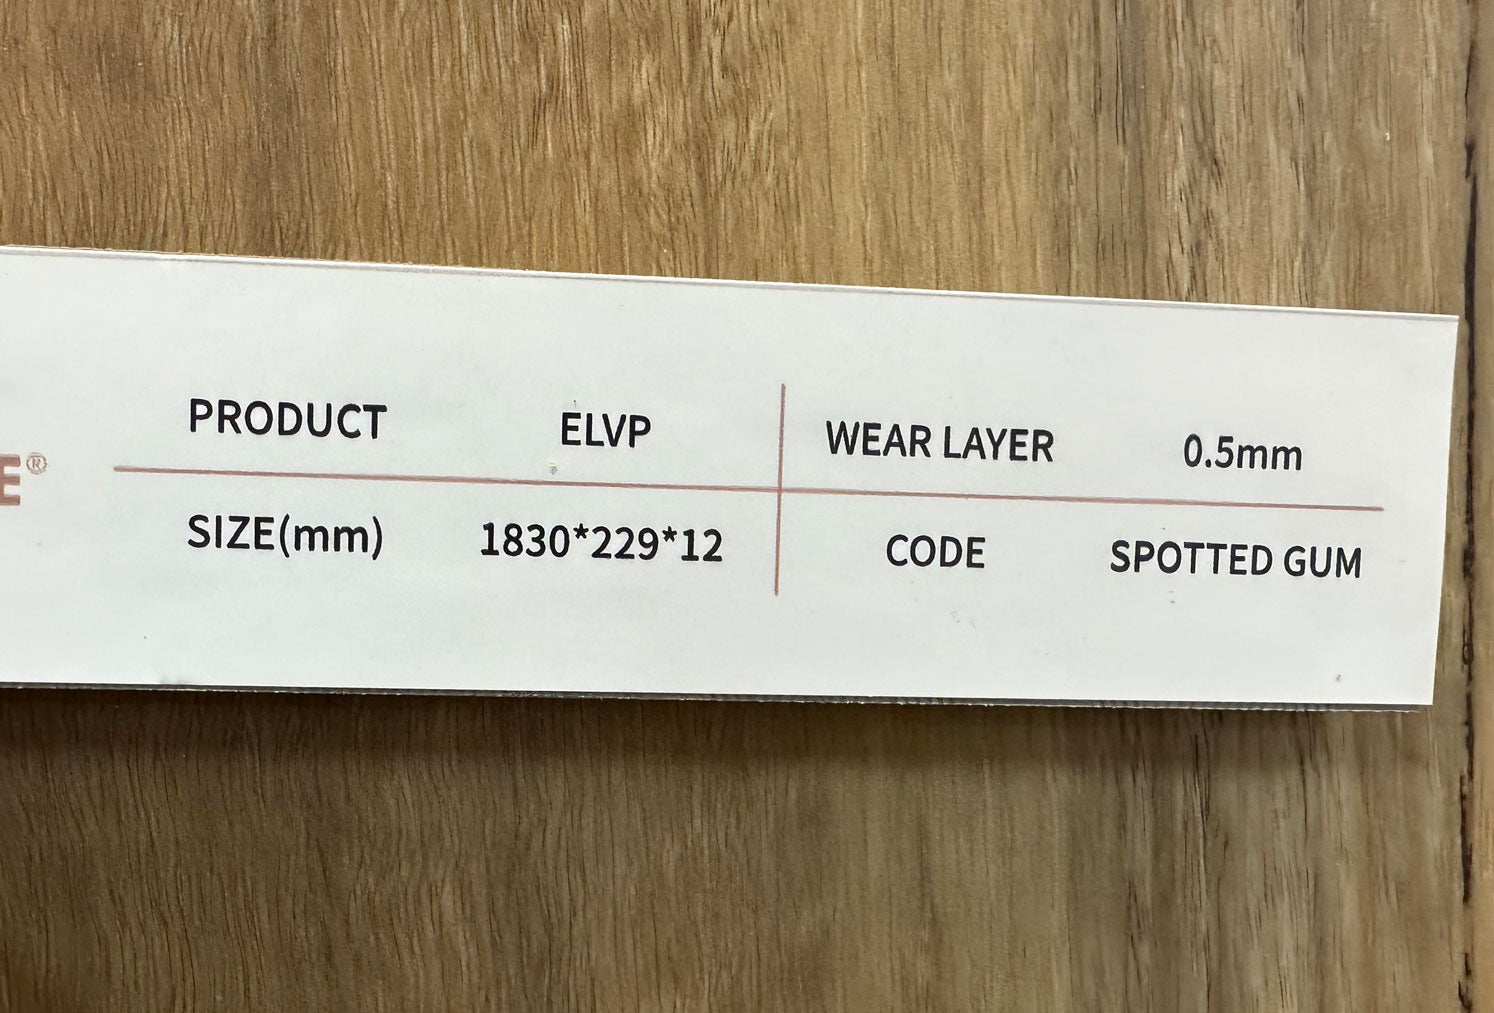 PRODUCT ELVP WEAR LAYER 0.5mm
E®
SIZE(mm) 1830*229*12 CODE SPOTTED GUM